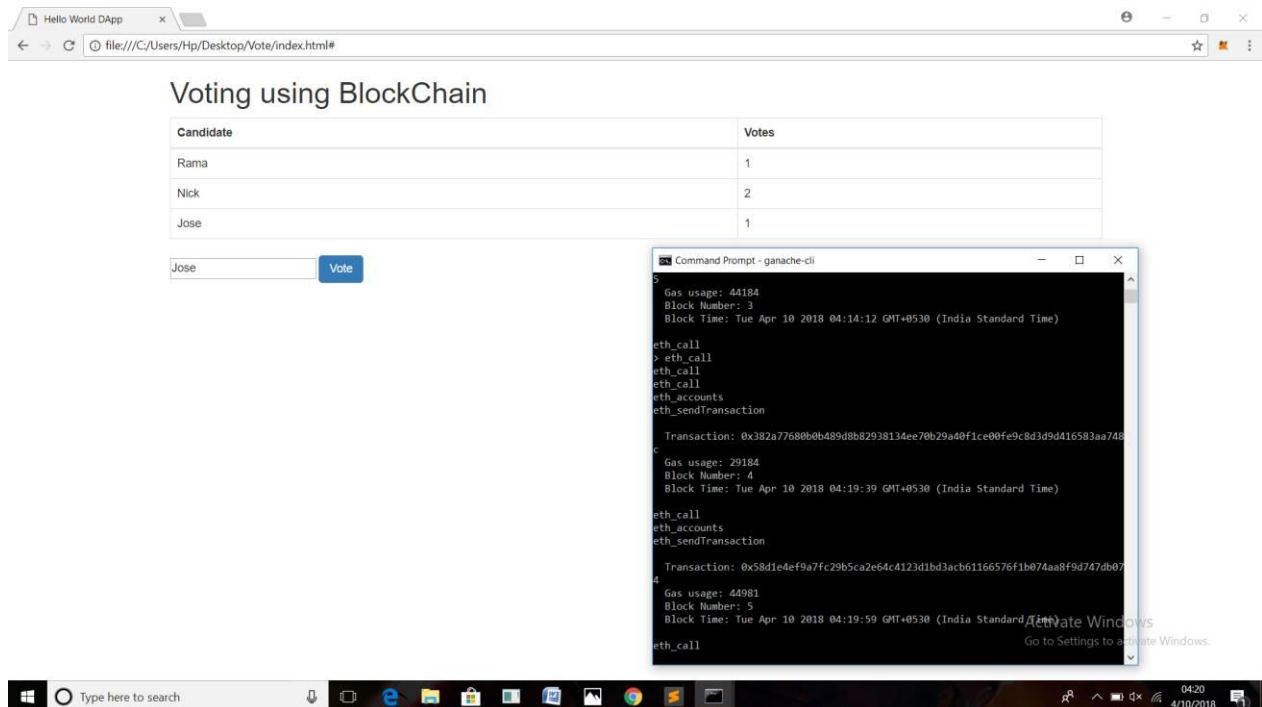 Hello World DApp
file:///C:/Users/Hp/Desktop/Vote/index.html#
Voting using BlockChain
Candidate Votes
Rama 1
Nick 2
Jose 1
Jose Vote
Command Prompt - ganache-cli
5
Gas usage: 44184
Block Number: 3
Block Time: Tue Apr 10 2018 04:14:12 GMT+0530 (India Standard Time)
eth_call
> eth_call
eth_call
eth_call
eth_accounts
eth_sendTransaction
Transaction: 0x382a77680b0b489d8b82938134ee70b29a40f1ce00fe9c8d3d9d416583aa748
c
Gas usage: 29184
Block Number: 4
Block Time: Tue Apr 10 2018 04:19:39 GMT+0530 (India Standard Time)
eth_call
eth_accounts
eth_sendTransaction
Transaction: 0x58d1e4ef9a7fc29b5ca2e64c4123d1bd3acb61166576f1b074aa8f9d747db07
4
Gas usage: 44981
Block Number: 5
Block Time: Tue Apr 10 2018 04:19:59 GMT+0530 (India Standard Time)
eth_call
Activate Windows
Go to Settings to activate Windows.
Type here to search
04:20
4/10/2018